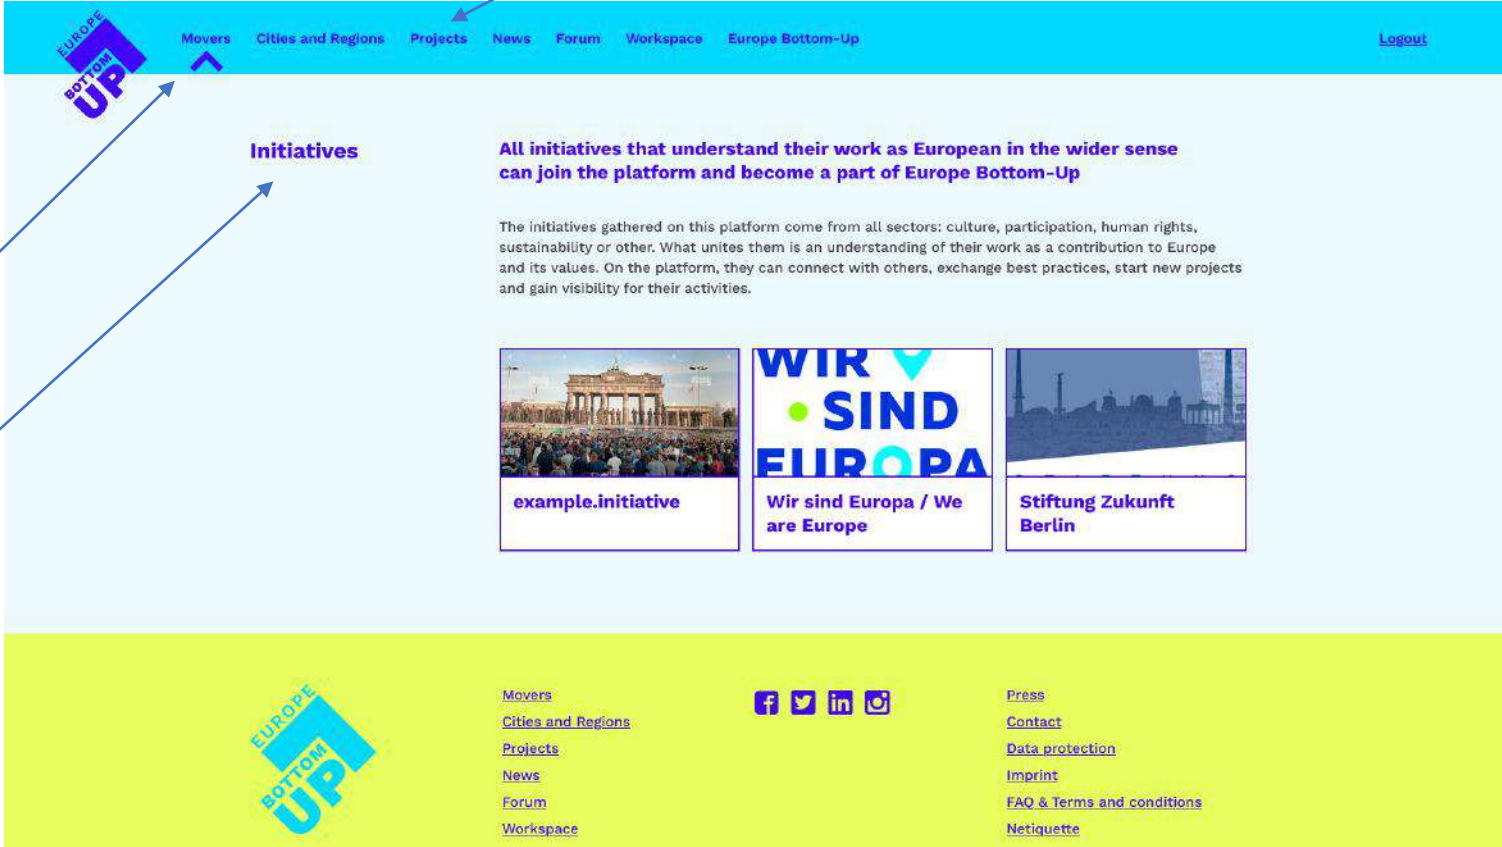 EUROPE
BOTTOM
UP
Movers
Cities and Regions
Projects
News
Forum
Workspace
Europe Bottom-Up
Logout
Initiatives
All initiatives that understand their work as European in the wider sense
can join the platform and become a part of Europe Bottom-Up
The initiatives gathered on this platform come from all sectors: culture, participation, human rights,
sustainability or other. What unites them is an understanding of their work as a contribution to Europe
and its values. On the platform, they can connect with others, exchange best practices, start new projects
and gain visibility for their activities.
WIR
SIND
EUROPA
example.initiative
Wir sind Europa / We
are Europe
Stiftung Zukunft
Berlin
EUROPE
BOTTOM
UP
Movers
Cities and Regions
Projects
News
Forum
Workspace
Press
Contact
Data protection
Imprint
FAQ & Terms and conditions
Netiquette